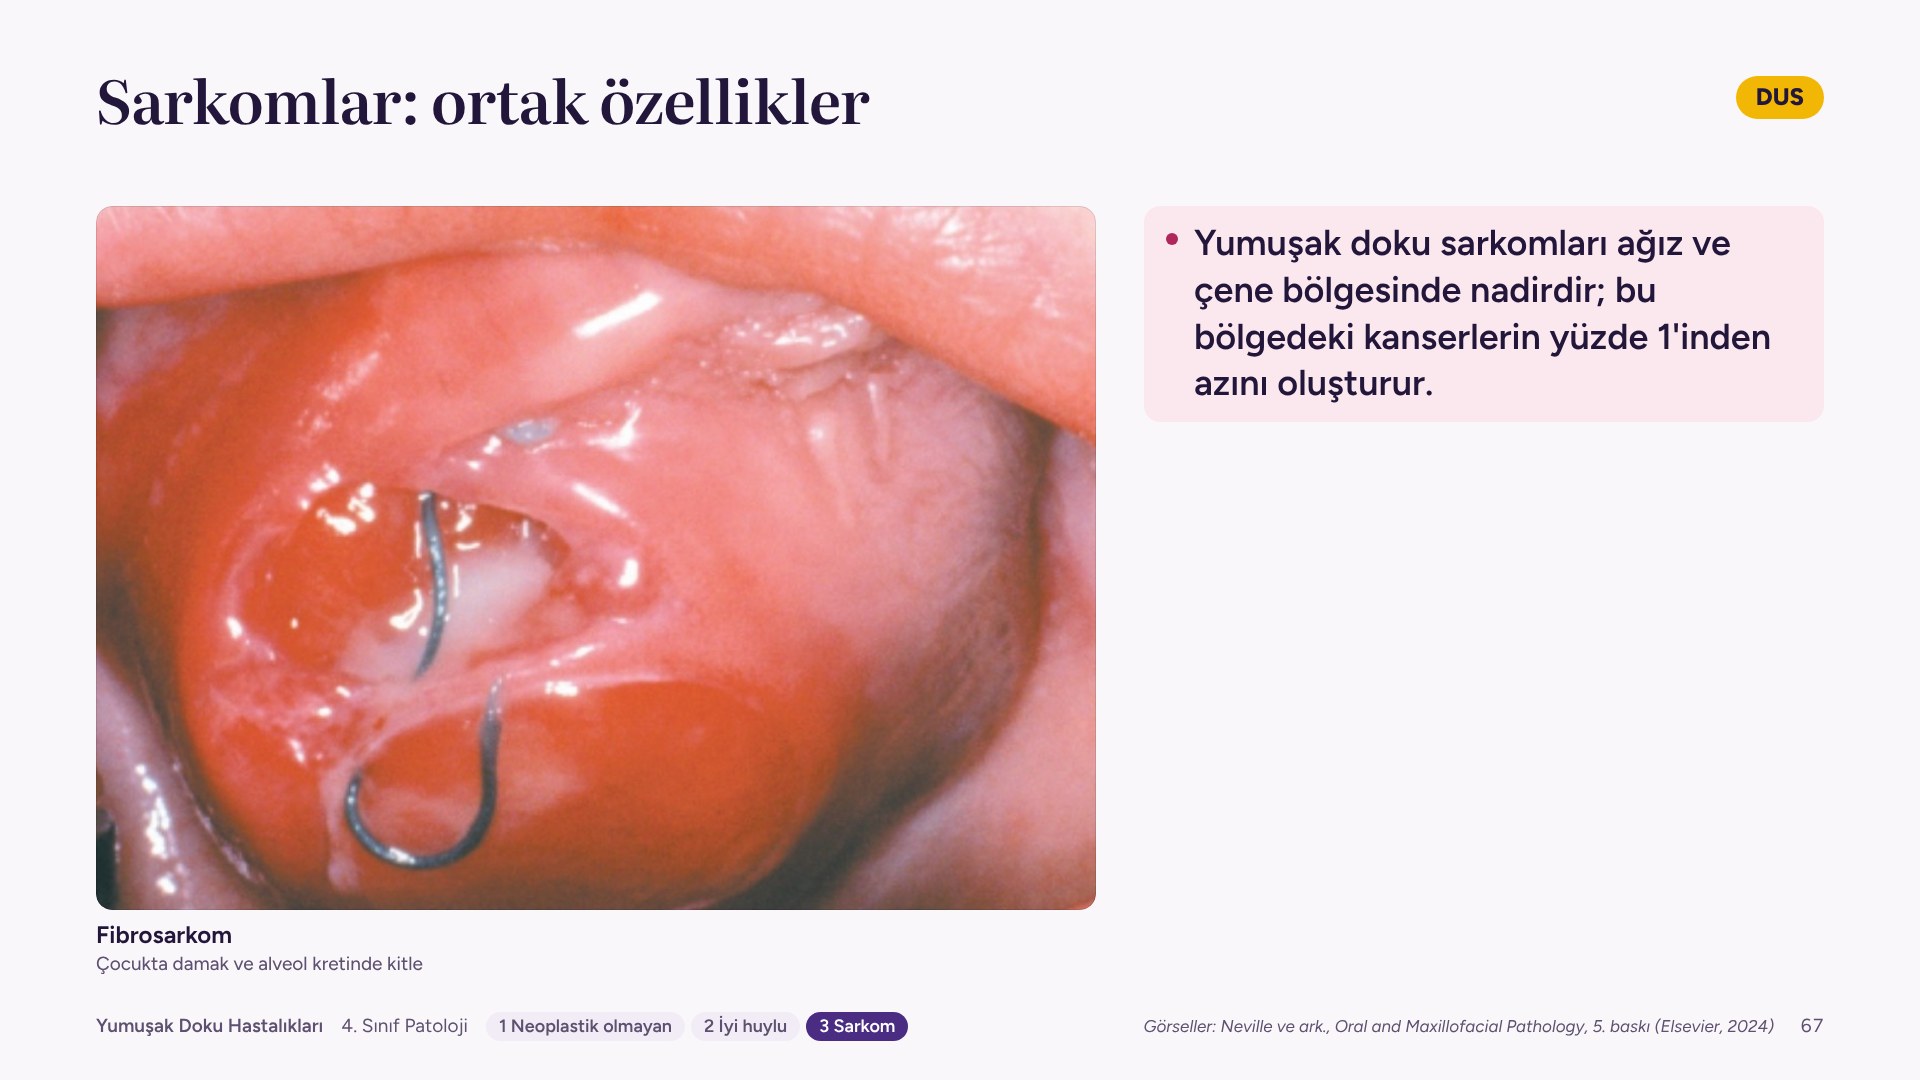 Sarkomlar: ortak özellikler
DUS
• Yumuşak doku sarkomları ağız ve
çene bölgesinde nadirdir; bu
bölgedeki kanserlerin yüzde 1'inden
azını oluşturur.
Fibrosarkom
Çocukta damak ve alveol kretinde kitle
Yumuşak Doku Hastalıkları 4. Sınıf Patoloji 1 Neoplastik olmayan 2 İyi huylu 3 Sarkom
Görseller: Neville ve ark., Oral and Maxillofacial Pathology, 5. baskı (Elsevier, 2024) 67